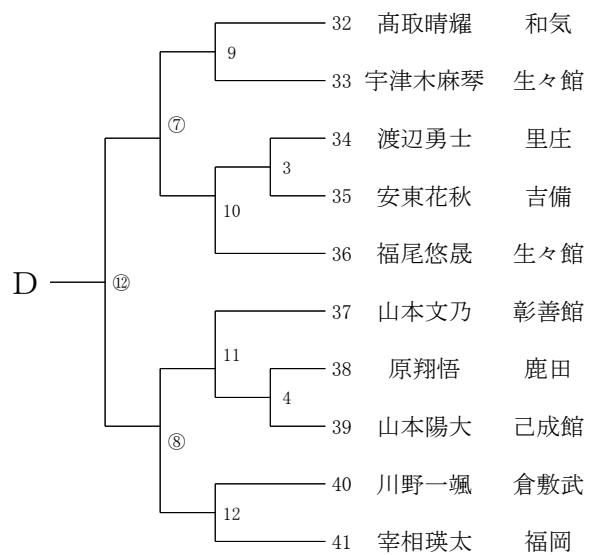 32 髙取晴耀 和気
9
33 宇津木麻琴 生々館
⑦
34 渡辺勇士 里庄
3
35 安東花秋 吉備
10
36 福尾悠晟 生々館
D ⑫
37 山本文乃 彰善館
11
38 原翔悟 鹿田
4
39 山本陽大 己成館
⑧
40 川野一颯 倉敷武
12
41 宰相瑛太 福岡